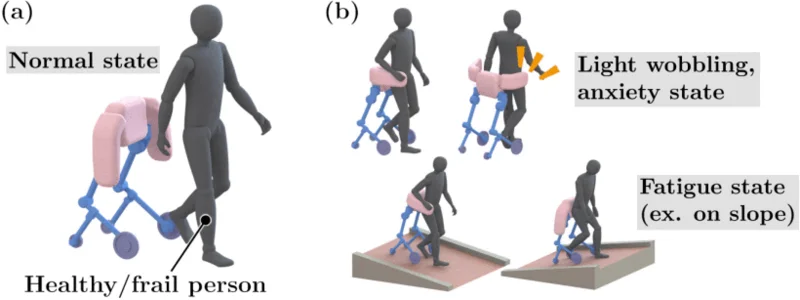 (a)
Normal state
Healthy/frail person
(b)
Light wobbling,
anxiety state
Fatigue state
(ex. on slope)